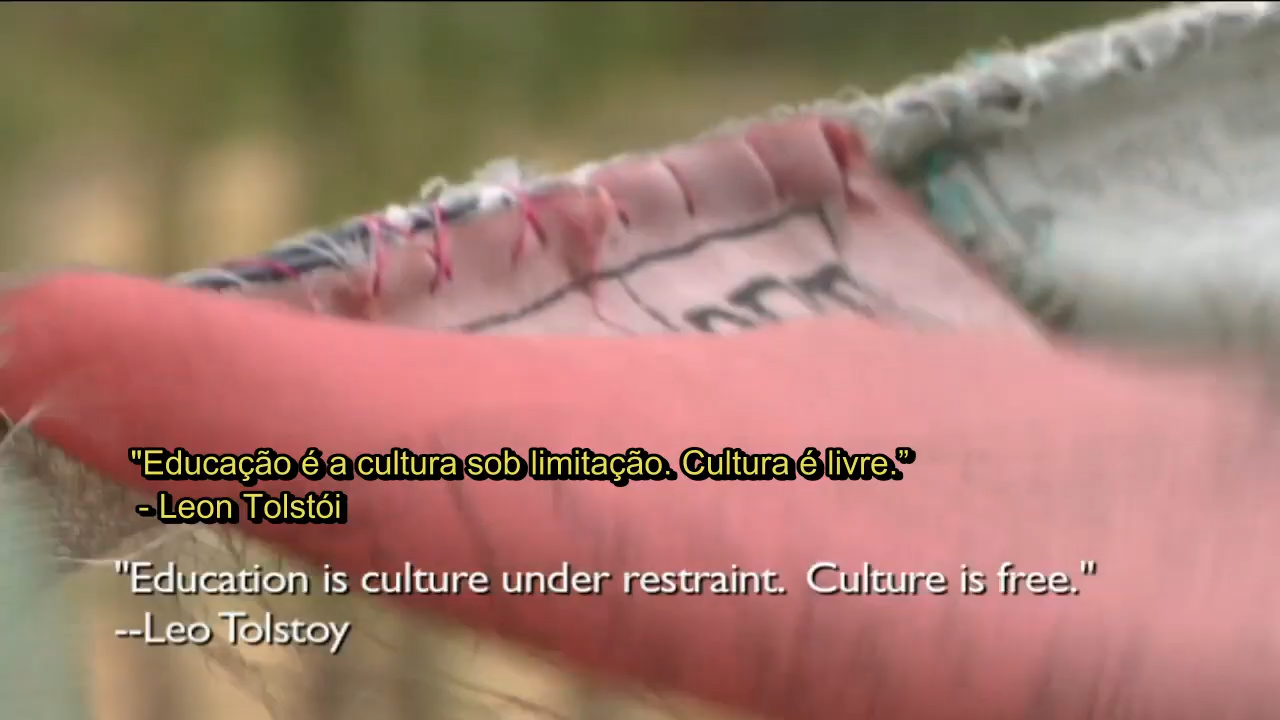 "Educação é a cultura sob limitação. Cultura é livre.”
- Leon Tolstói
"Education is culture under restraint. Culture is free."
--Leo Tolstoy